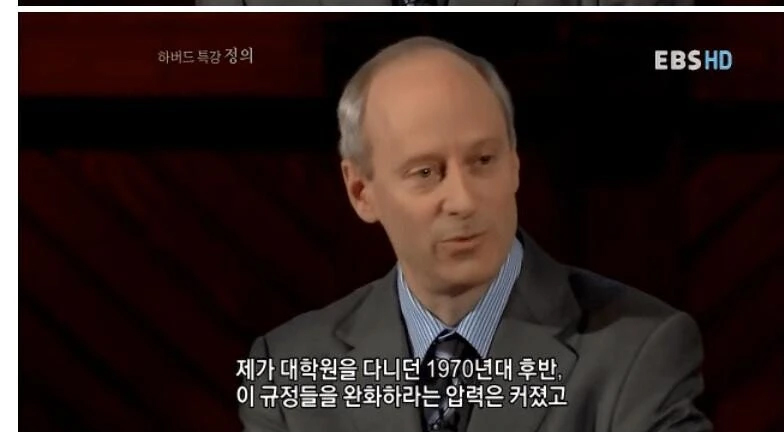 하버드 특강 정의
EBS HD
제가 대학원을 다니던 1970년대 후반,
이 규정들을 완화하라는 압력은 커졌고